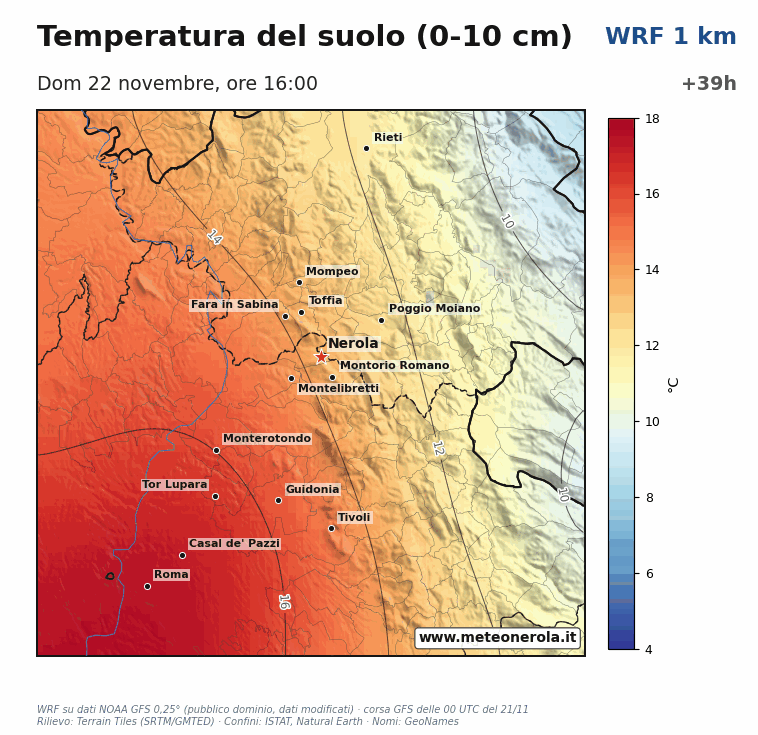 Temperatura del suolo (0-10 cm) WRF 1 km
Dom 22 novembre, ore 16:00 +39h
Rieti
10
14
Mompeo
Toffia
Fara in Sabina
Poggio Moiano
Nerola
Montorio Romano
Montelibretti
Monterotondo
12
Tor Lupara
Guidonia
10
Tivoli
Casal de' Pazzi
Roma
16
www.meteonerola.it
18
16
14
12
10
8
6
4
°C
WRF su dati NOAA GFS 0,25° (pubblico dominio, dati modificati) · corsa GFS delle 00 UTC del 21/11
Rilievo: Terrain Tiles (SRTM/GMTED) · Confini: ISTAT, Natural Earth · Nomi: GeoNames